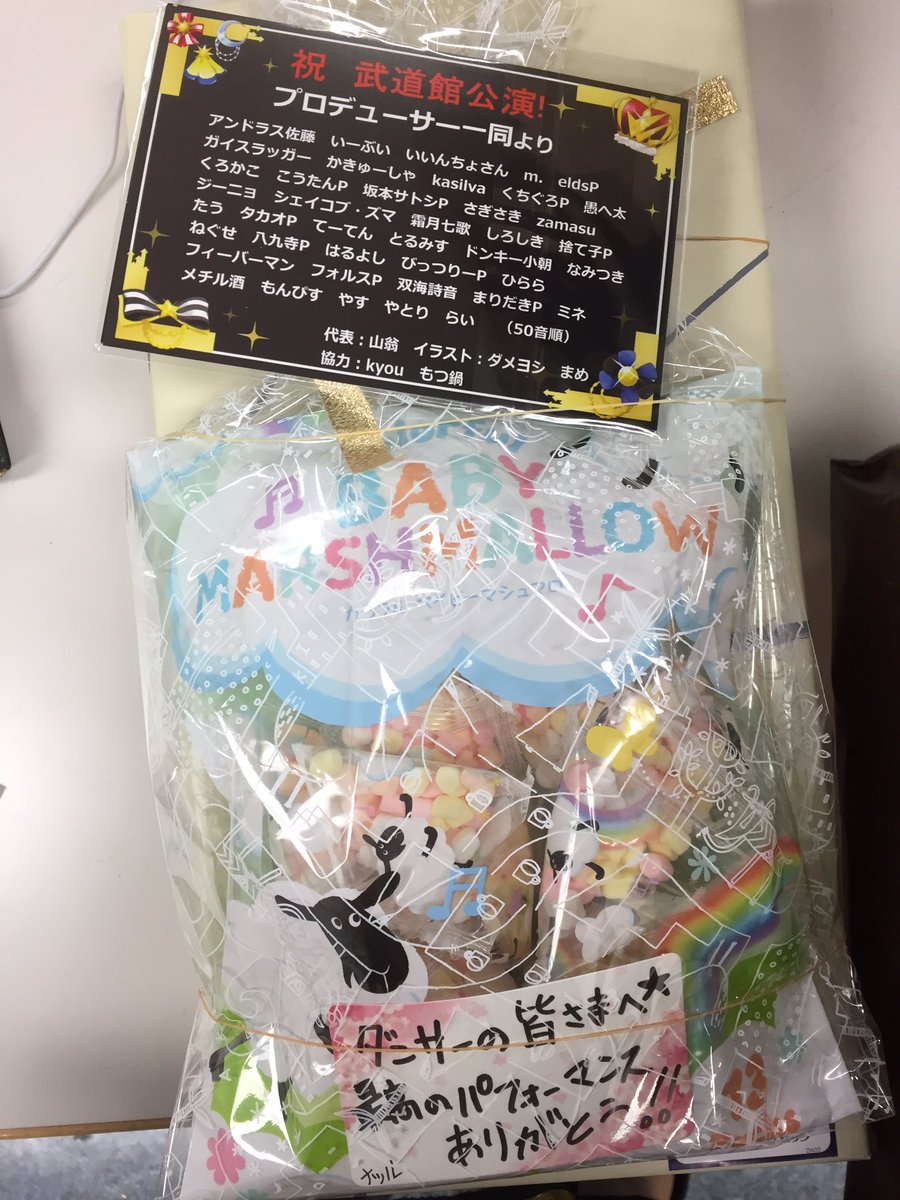 祝 武道館公演!
プロデューサー一同より
アンドラス佐藤 いーぶい いいんちょさん m. eldsP
ガイスラッガー かきゅーしゃ kasilva くちぐろP 愚へ太
くろかこ こうたんP 坂本サトシP さぎさき zamasu
ジーニョ シェイコブ・ズマ 霜月七歌 しろしき 捨て子P
たう タカオP てーてん とるみす ドンキー小朝 なみつき
ねぐせ 八九寺P はるよし びっつりーP ひらら
フィーバーマン フォルスP 双海詩音 まりだきP ミネ
メチル酒 もんぴす やす やとり らい (50音順)
代表:山翁 イラスト:ダメヨシ まめ
協力:kyou もつ鍋
BABY
MARSHMALLOW
ベビーマシュマロ
ダンサーの皆さまへ
のパフォーマンス
ありがとう!!